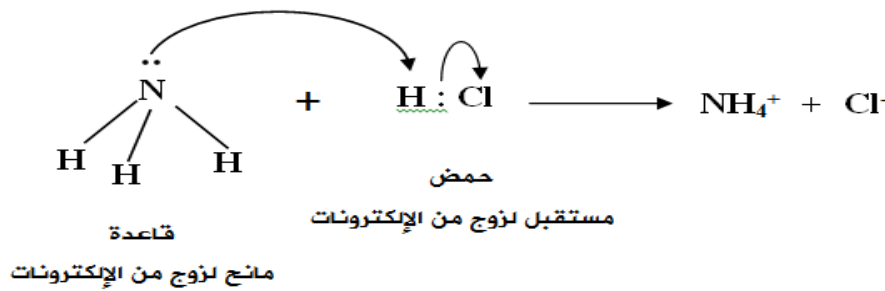 N + H : Cl NH₄⁺ + Cl⁻
H H H
حمض
مستقبل لزوج من الإلكترونات
قاعدة
مانح لزوج من الإلكترونات